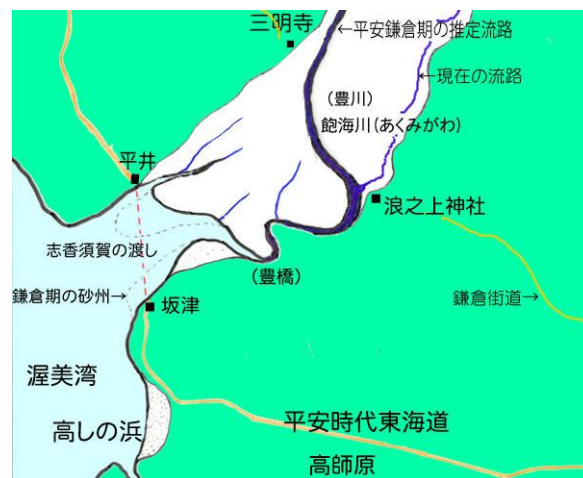 三明寺
←平安鎌倉期の推定流路
←現在の流路
(豊川)
飽海川(あくみがわ)
平井
浪之上神社
志香須賀の渡し
(豊橋)
鎌倉期の砂州→
坂津
鎌倉街道→
渥美湾
高しの浜
平安時代東海道
高師原